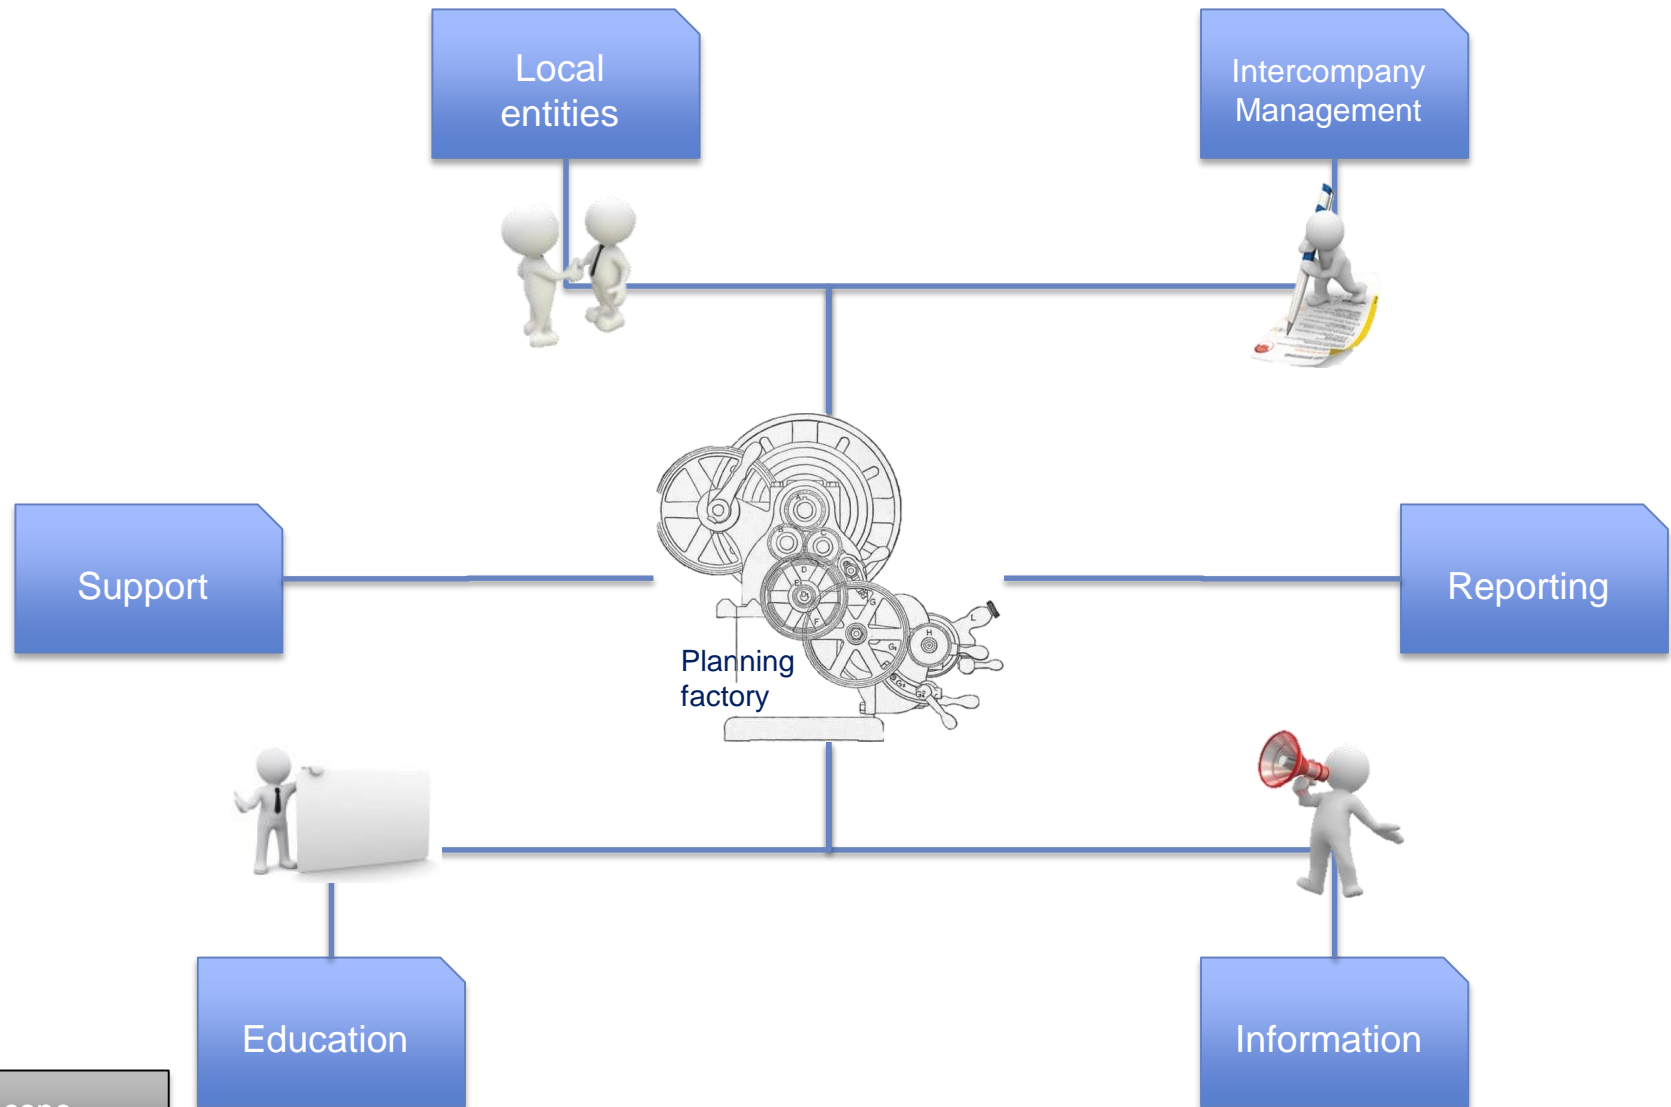 Local
entities
Intercompany
Management
Support
Reporting
Planning
factory
Education
Information